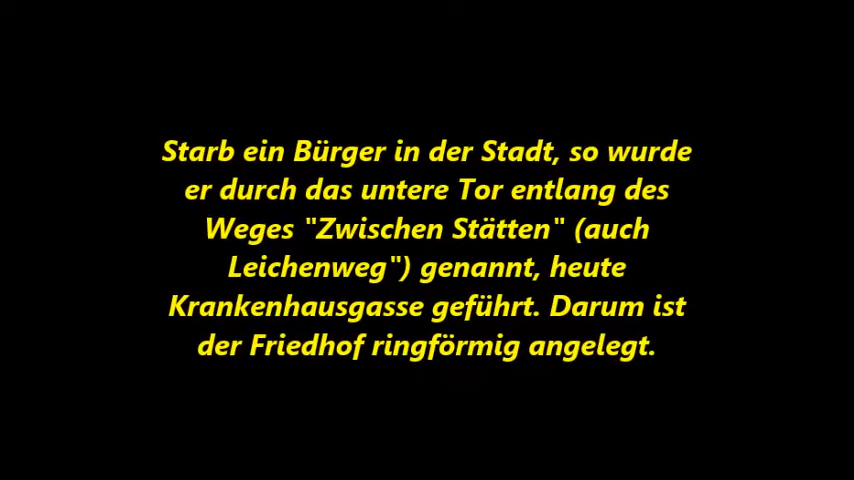 Starb ein Bürger in der Stadt, so wurde
er durch das untere Tor entlang des
Weges "Zwischen Stätten" (auch
Leichenweg") genannt, heute
Krankenhausgasse geführt. Darum ist
der Friedhof ringförmig angelegt.